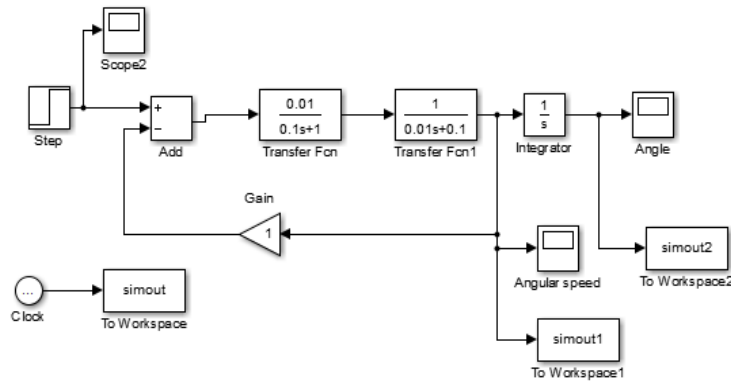 Scope2
Step
+
−
Add
0.01
0.1s+1
Transfer Fcn
1
0.01s+0.1
Transfer Fcn1
1
s
Integrator
Angle
Gain
1
Angular speed
simout2
To Workspace2
...
Clock
simout
To Workspace
simout1
To Workspace1